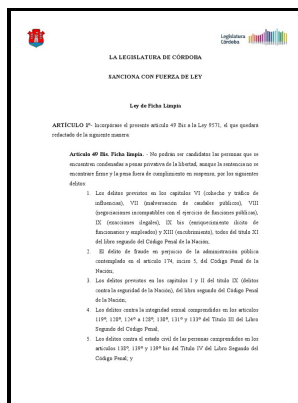 Legislatura
Córdoba
LA LEGISLATURA DE CÓRDOBA
SANCIONA CON FUERZA DE LEY
Ley de Ficha Limpia
ARTÍCULO 1º- Incorpórase el presente artículo 49 Bis a la Ley 9571, el que quedará
redactado de la siguiente manera:
Artículo 49 Bis. Ficha limpia. - No podrán ser candidatas las personas que se
encuentren condenadas a penas privativa de la libertad, aunque la sentencia no se
encontrare firme y la pena fuera de cumplimiento en suspenso, por los siguientes
delitos:
1. Los delitos previstos en los capítulos VI (cohecho y tráfico de
influencias), VII (malversación de caudales públicos), VIII
(negociaciones incompatibles con el ejercicio de funciones públicas),
IX (exacciones ilegales), IX bis (enriquecimiento ilícito de
funcionarios y empleados) y XIII (encubrimiento), todos del título XI
del libro segundo del Código Penal de la Nación;
2. El delito de fraude en perjuicio de la administración pública
contemplado en el artículo 174, inciso 5, del Código Penal de la
Nación;
3. Los delitos previstos en los capítulos I y II del título IX (delitos
contra la seguridad de la Nación), del libro segundo del Código Penal
de la Nación;
4. Los delitos contra la integridad sexual comprendidos en los artículos
119º, 120º, 124º a 128º, 130º, 131º y 133º del Título III del Libro
Segundo del Código Penal;
5. Los delitos contra el estado civil de las personas comprendidos en los
artículos 138º, 139º y 139º bis del Título IV del Libro Segundo del
Código Penal; y